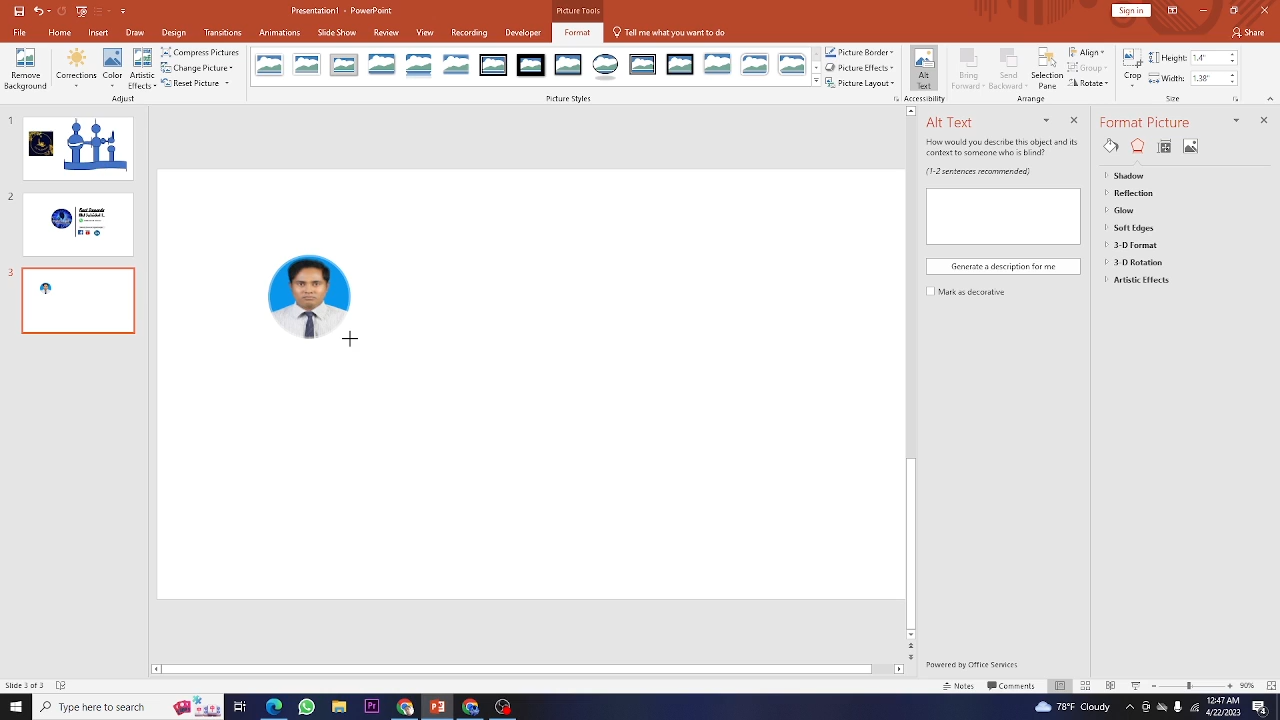 Presentation1 - PowerPoint
Picture Tools
Sign in
File
Home
Insert
Draw
Design
Transitions
Animations
Slide Show
Review
View
Recording
Developer
Format
Tell me what you want to do
Share
Remove Background
Color
Artistic Effects
Compress Pictures
Change Picture
Reset Picture
Picture Border
Picture Effects
Picture Layout
Alt Text
Bring Forward
Send Backward
Selection Pane
Align
Group
Rotate
Crop
Height: 1.4"
Width:
Adjust
Picture Styles
Accessibility
Arrange
Size
1
2
3
Alt Text
How would you describe this object and its
context to someone who is blind?
(1-2 sentences recommended)
Generate a description for me
Mark as decorative
Powered by Office Services
Format Picture
Shadow
Reflection
Glow
Soft Edges
3-D Format
3-D Rotation
Artistic Effects
Slide 3 of 3
Notes
Comments
90%
Type here to search
Pr
78°F Cloudy
12:47 AM
4/22/2023